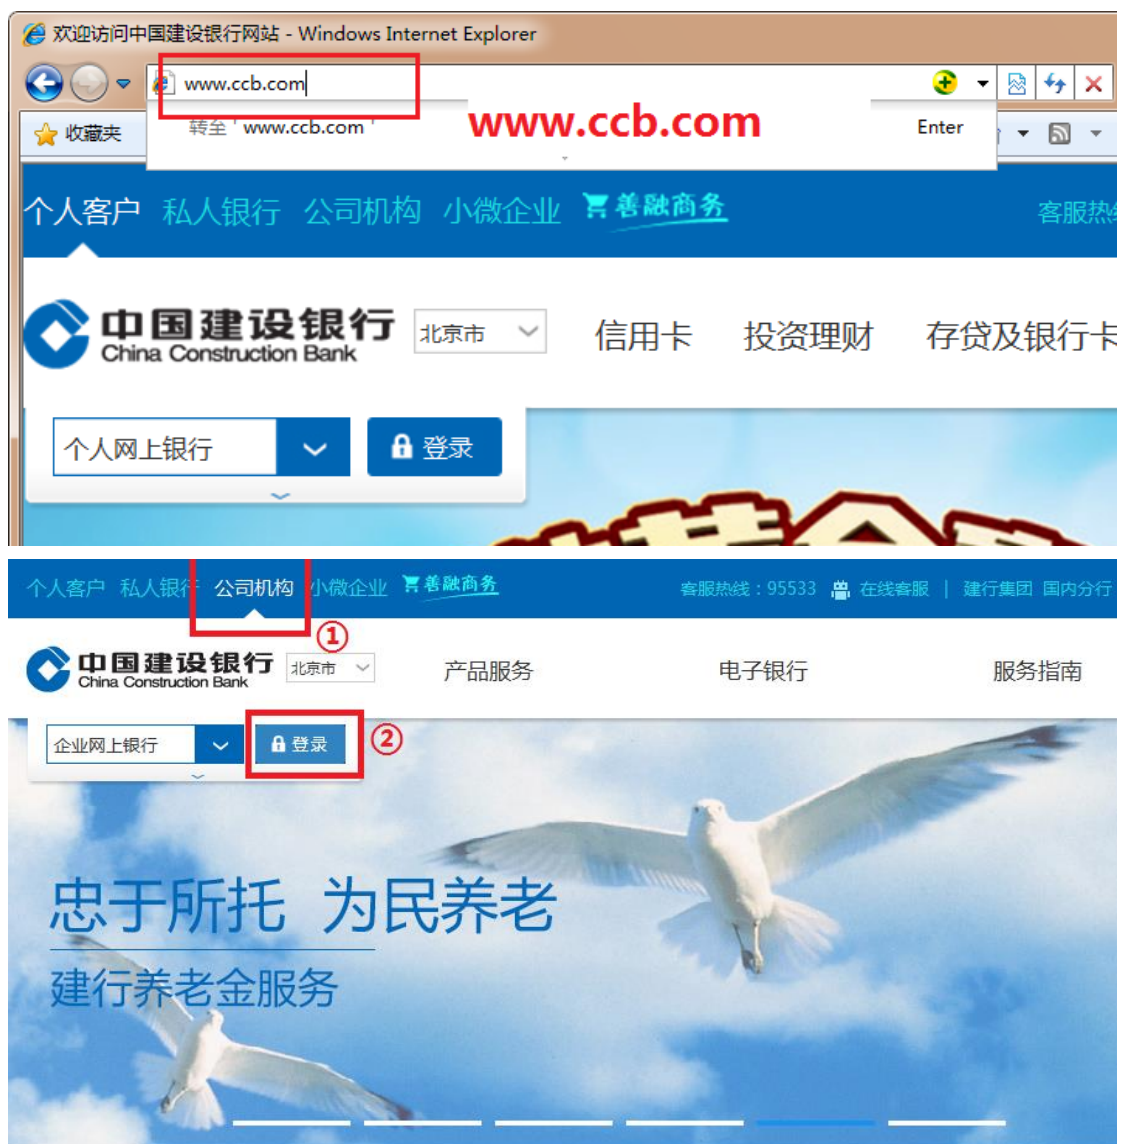 欢迎访问中国建设银行网站 - Windows Internet Explorer
www.ccb.com
收藏夹
转至 ' www.ccb.com '
www.ccb.com
Enter
个人客户 私人银行 公司机构 小微企业 善融商务
客服热
中国建设银行
China Construction Bank
北京市
信用卡 投资理财 存贷及银行卡
个人网上银行
登录
个人客户 私人银行 公司机构 小微企业 善融商务 客服热线：95533 在线客服 | 建行集团 国内分行
①
中国建设银行
China Construction Bank
北京市
产品服务 电子银行 服务指南
企业网上银行
登录
②
忠于所托 为民养老
建行养老金服务